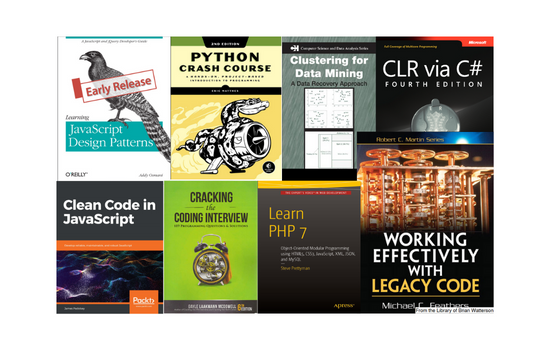 A JavaScript and jQuery Developer's Guide
Early Release
Learning
JavaScript
Design Patterns
O'REILLY
Addy Osmani
2ND EDITION
PYTHON
CRASH COURSE
A HANDS-ON, PROJECT-BASED
INTRODUCTION TO PROGRAMMING
ERIC MATTHES
Computer Science and Data Analysis Series
Clustering for
Data Mining
A Data Recovery Approach
Microsoft
CLR via C#
FOURTH EDITION
Clean Code in
JavaScript
Packt
CRACKING
the
CODING INTERVIEW
189 PROGRAMMING QUESTIONS & SOLUTIONS
GAYLE LAAKMANN MCDOWELL
Learn
PHP 7
Object-Oriented Modular Programming
using HTML5, CSS3, JavaScript, XML, JSON,
and MySQL
Steve Prettyman
Apress
Robert C. Martin Series
WORKING
EFFECTIVELY
WITH
LEGACY CODE
Michael C. Feathers
From the Library of Brian Watterson